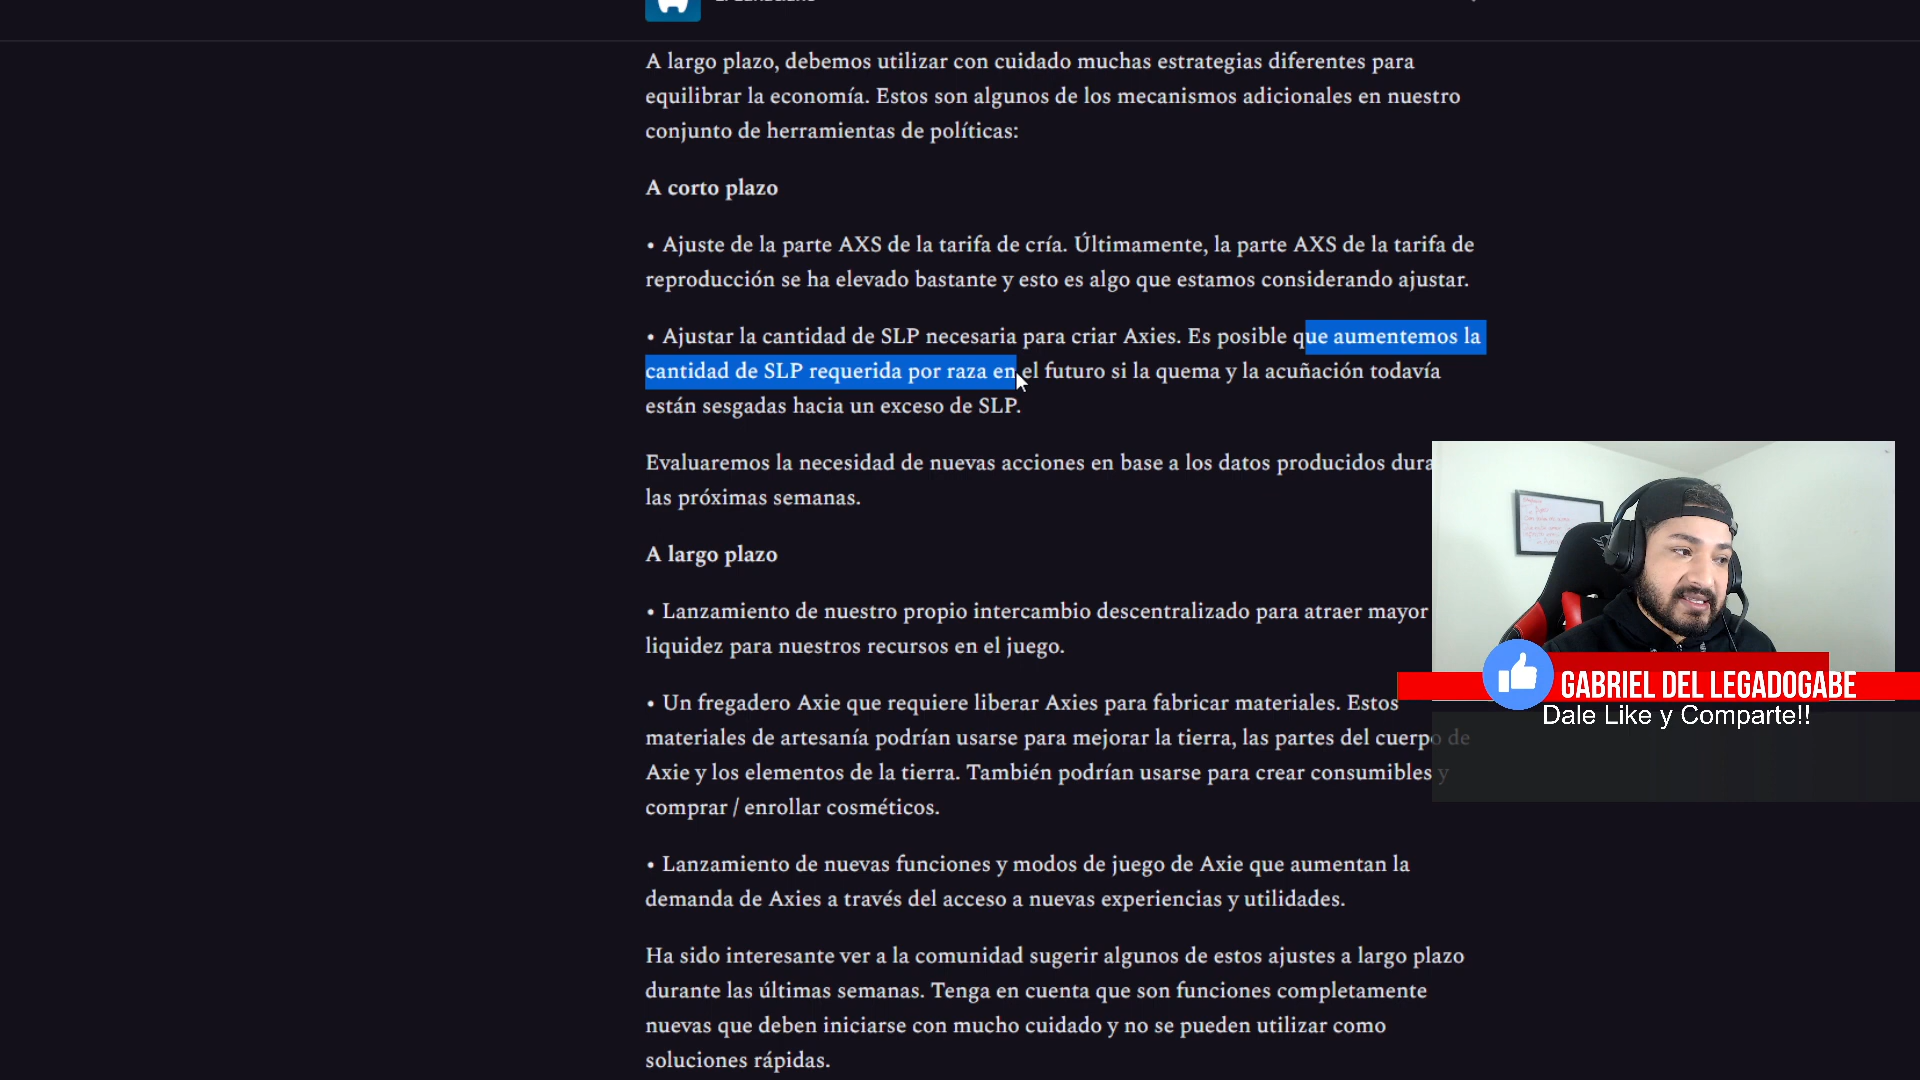 A largo plazo, debemos utilizar con cuidado muchas estrategias diferentes para
equilibrar la economía. Estos son algunos de los mecanismos adicionales en nuestro
conjunto de herramientas de políticas:
A corto plazo
• Ajuste de la parte AXS de la tarifa de cría. Últimamente, la parte AXS de la tarifa de
reproducción se ha elevado bastante y esto es algo que estamos considerando ajustar.
• Ajustar la cantidad de SLP necesaria para criar Axies. Es posible que aumentemos la
cantidad de SLP requerida por raza en el futuro si la quema y la acuñación todavía
están sesgadas hacia un exceso de SLP.
Evaluaremos la necesidad de nuevas acciones en base a los datos producidos
las próximas semanas.
A largo plazo
• Lanzamiento de nuestro propio intercambio descentralizado para atraer mayor
liquidez para nuestros recursos en el juego.
• Un fregadero Axie que requiere liberar Axies para fabricar materiales. Estos
materiales de artesanía podrían usarse para mejorar la tierra, las partes del cuerpo de
Axie y los elementos de la tierra. También podrían usarse para crear consumibles y
comprar / enrollar cosméticos.
• Lanzamiento de nuevas funciones y modos de juego de Axie que aumentan la
demanda de Axies a través del acceso a nuevas experiencias y utilidades.
Ha sido interesante ver a la comunidad sugerir algunos de estos ajustes a largo plazo
durante las últimas semanas. Tenga en cuenta que son funciones completamente
nuevas que deben iniciarse con mucho cuidado y no se pueden utilizar como
soluciones rápidas.
GABRIEL DEL LEGADOGABE
Dale Like y Comparte!!